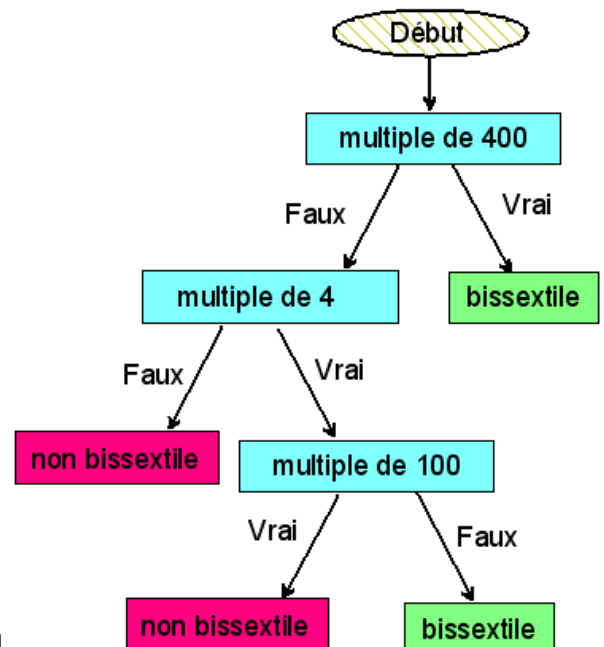 Début
multiple de 400
Faux
Vrai
multiple de 4
bissextile
Faux
Vrai
non bissextile
multiple de 100
Vrai
Faux
non bissextile
bissextile